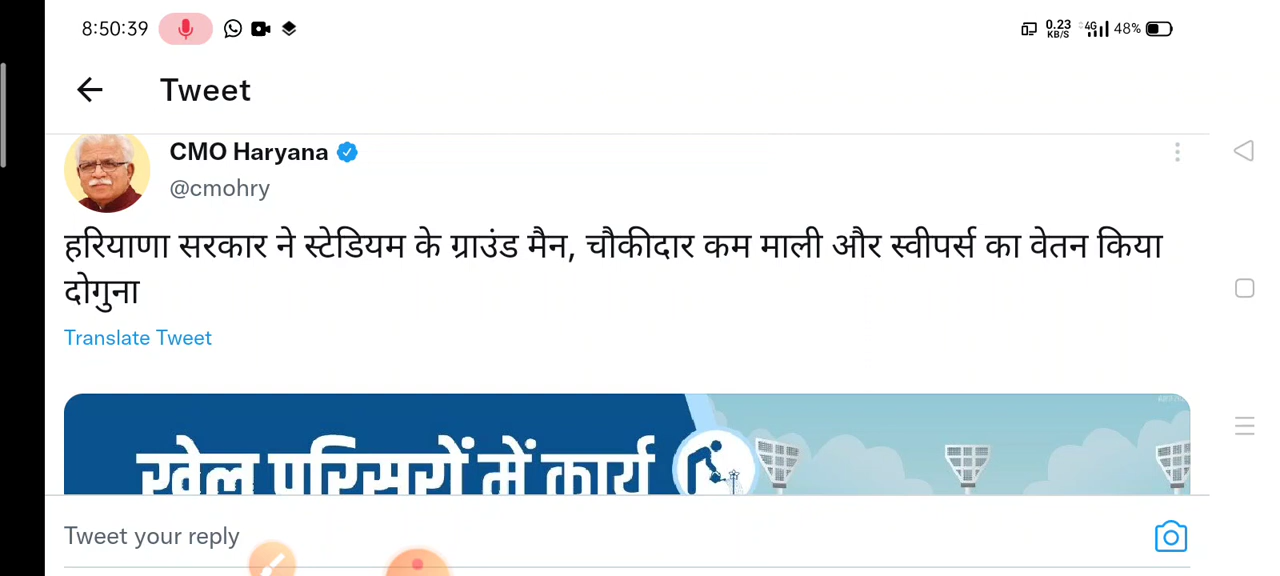 8:50:39
0.23 KB/S 4G 48%
Tweet
CMO Haryana
@cmohry
हरियाणा सरकार ने स्टेडियम के ग्राउंड मैन, चौकीदार कम माली और स्वीपर्स का वेतन किया
दोगुना
Translate Tweet
खेल परिसरों में कार्य
Tweet your reply